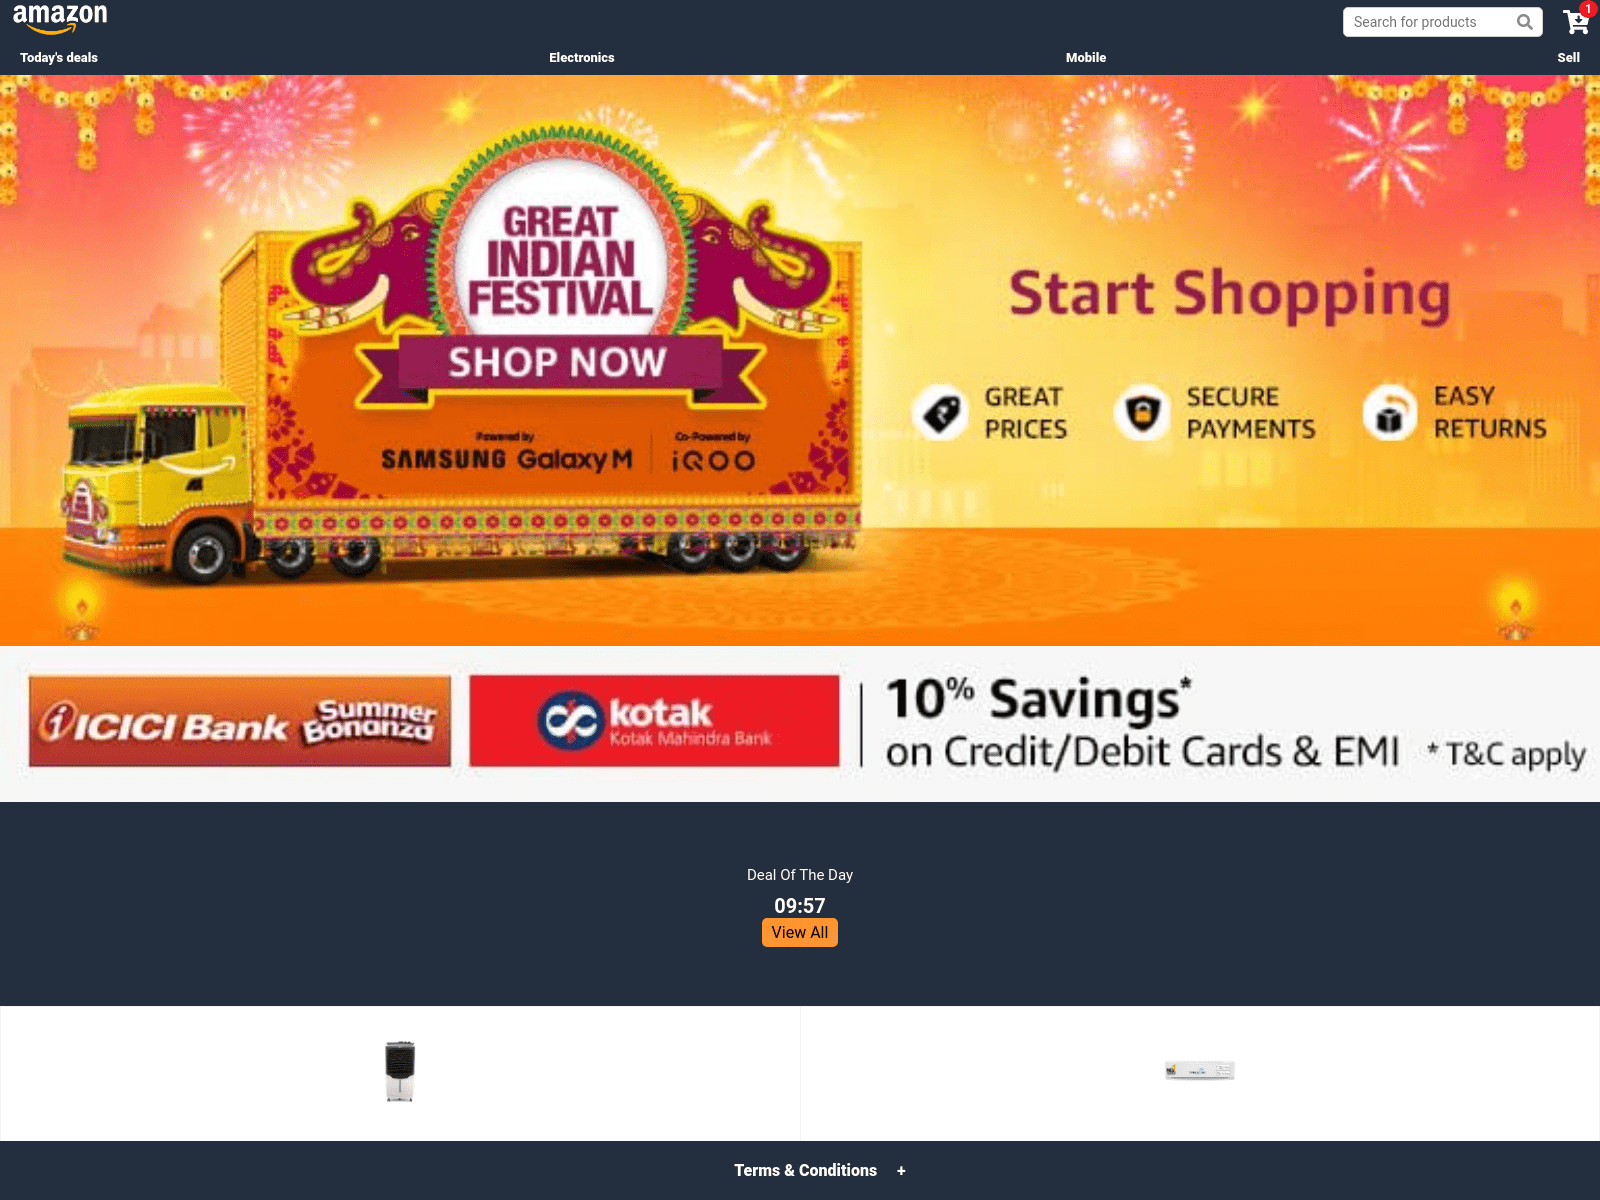 amazon
Search for products
1
Today's deals
Electronics
Mobile
Sell
GREAT
INDIAN
FESTIVAL
SHOP NOW
Powered by
SAMSUNG Galaxy M
Co-Powered by
iQOO
Start Shopping
GREAT
PRICES
SECURE
PAYMENTS
EASY
RETURNS
ICICI Bank
Summer
Bonanza
kotak
Kotak Mahindra Bank
10% Savings*
on Credit/Debit Cards & EMI
* T&C apply
Deal Of The Day
09:57
View All
Terms & Conditions +